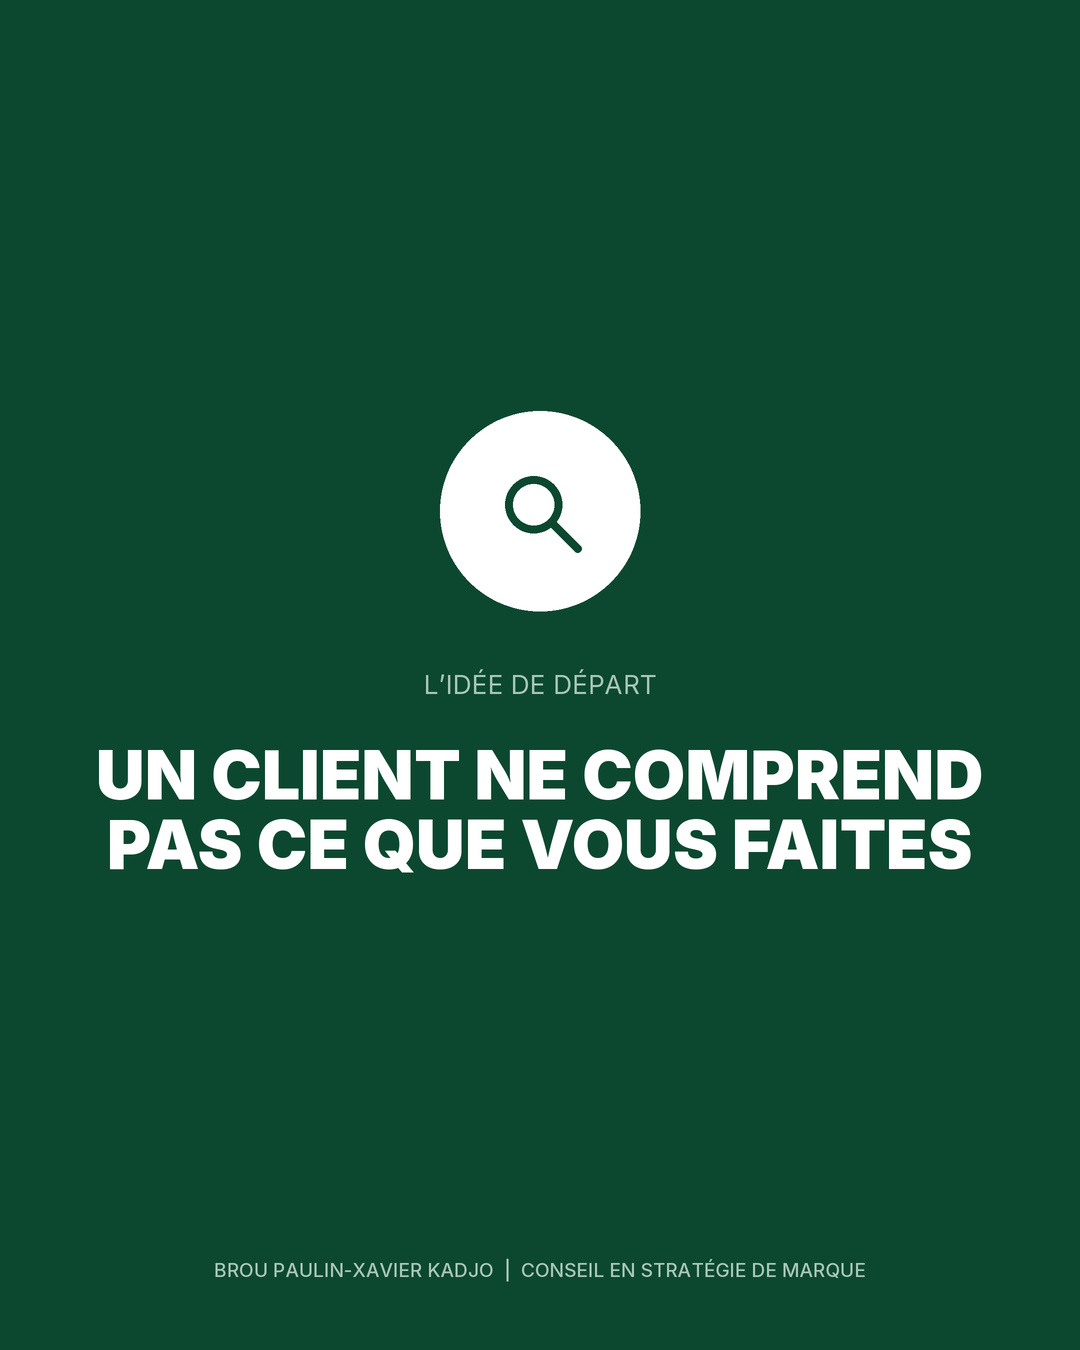 L’IDÉE DE DÉPART
UN CLIENT NE COMPREND
PAS CE QUE VOUS FAITES
BROU PAULIN-XAVIER KADJO | CONSEIL EN STRATÉGIE DE MARQUE